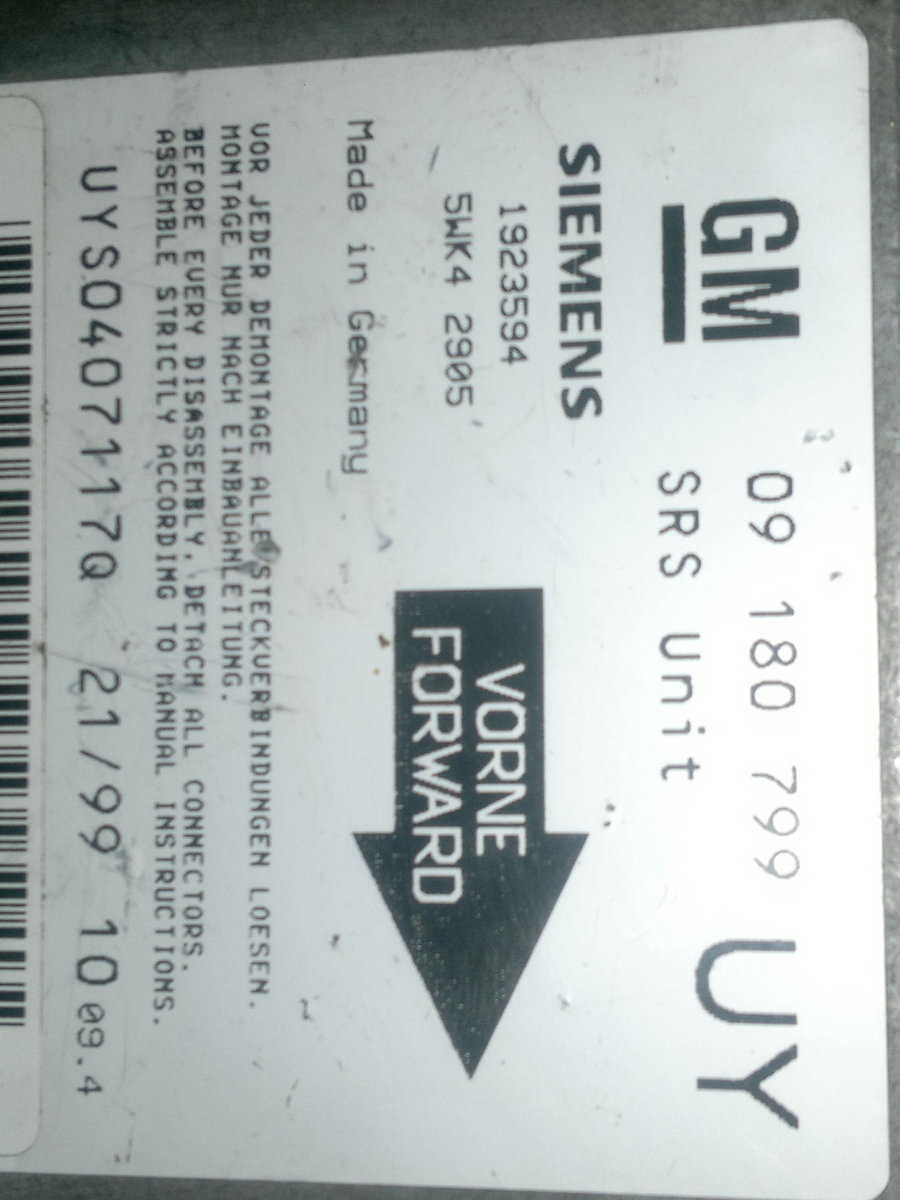 GM 09 180 799 UY
SRS Unit
SIEMENS
1923594
5WK4 2905
VORNE
FORWARD
Made in Germany
VOR JEDER DEMONTAGE ALLE STECKVERBINDUNGEN LOESEN.
MONTAGE NUR NACH EINBAUANLEITUNG.
BEFORE EVERY DISASSEMBLY, DETACH ALL CONNECTORS.
ASSEMBLE STRICTLY ACCORDING TO MANUAL INSTRUCTIONS.
UYS0407117Q 21/99 10 09.4